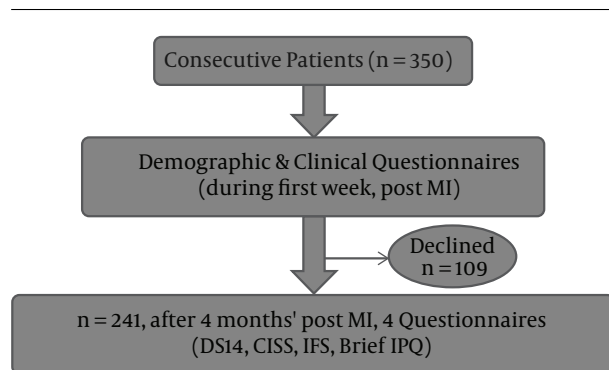 Consecutive Patients (n = 350)
Demographic & Clinical Questionnaires
(during first week, post MI)
Declined
n = 109
n = 241, after 4 months' post MI, 4 Questionnaires
(DS14, CISS, IFS, Brief IPQ)